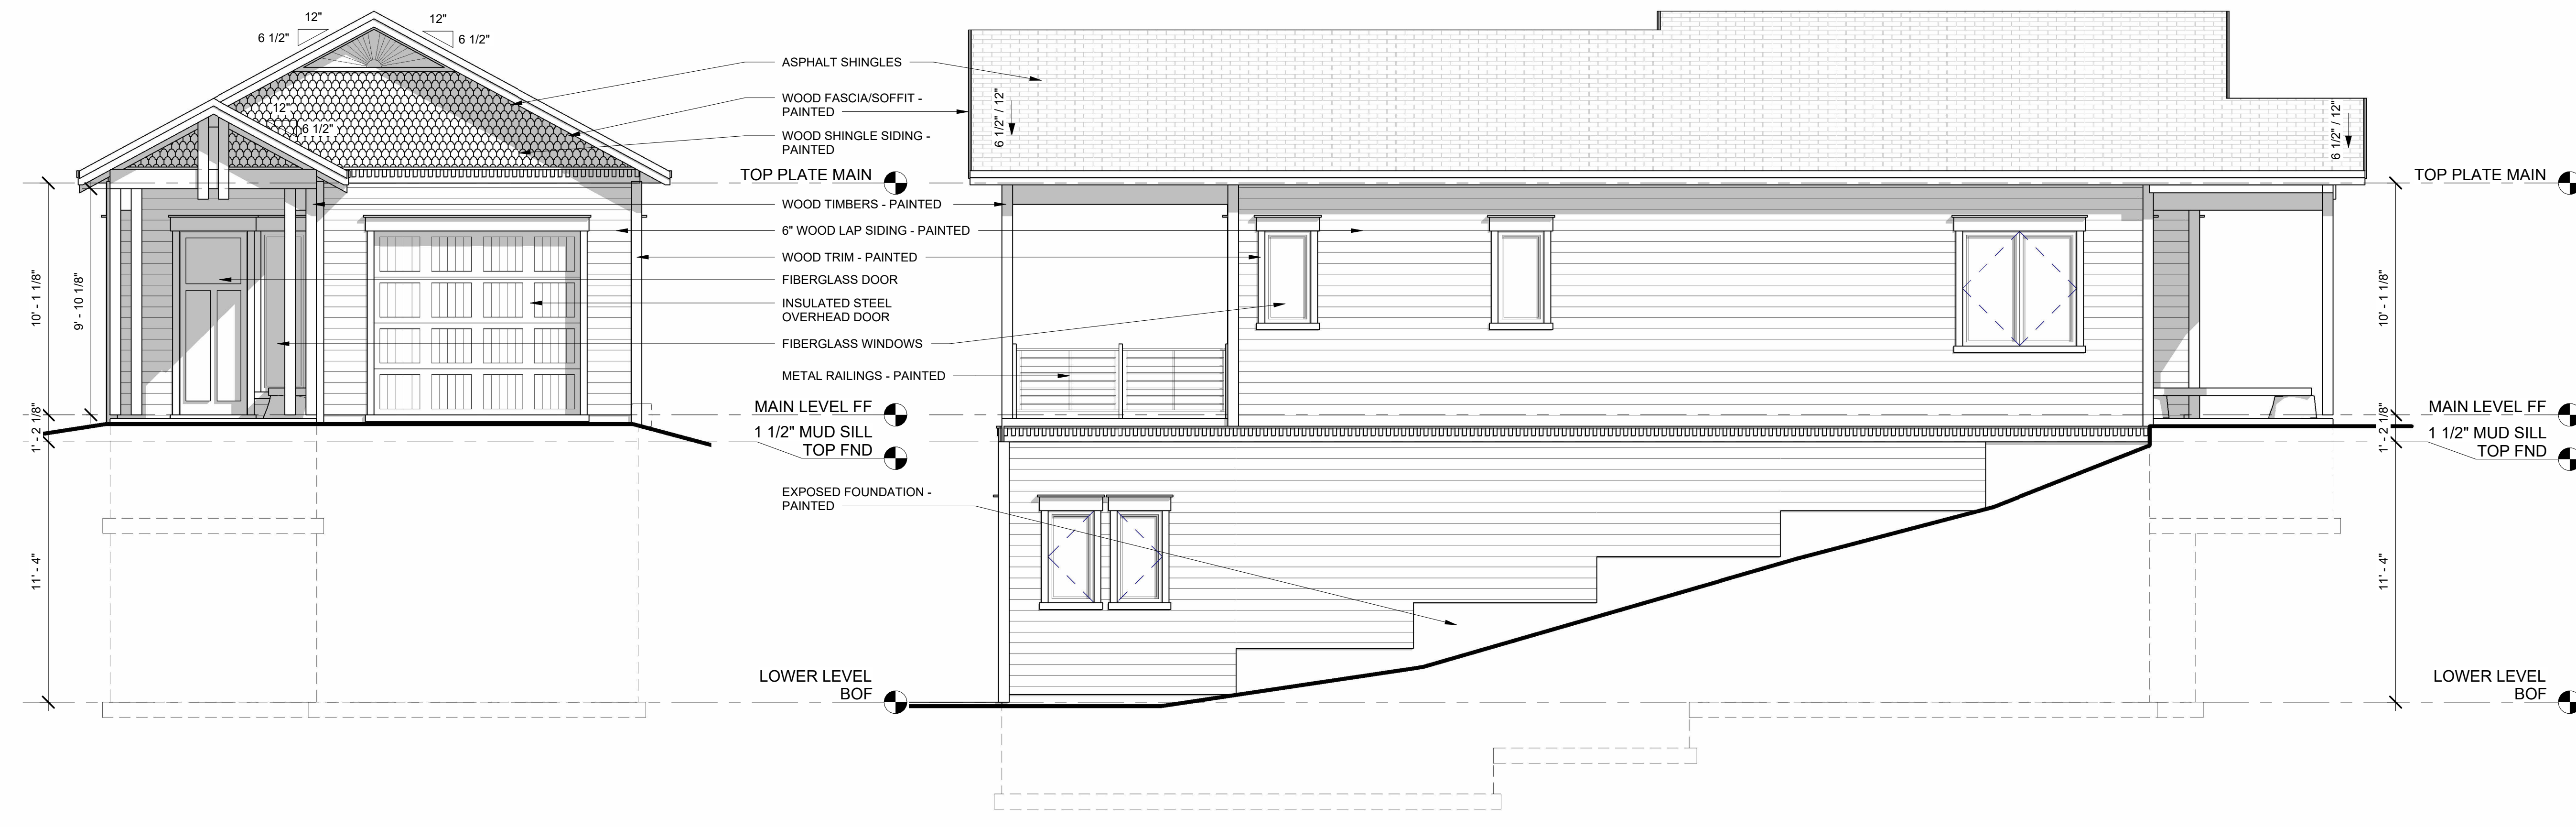 12"
6 1/2"
12"
6 1/2"
12"
6 1/2"
ASPHALT SHINGLES
WOOD FASCIA/SOFFIT -
PAINTED
WOOD SHINGLE SIDING -
PAINTED
TOP PLATE MAIN
WOOD TIMBERS - PAINTED
6" WOOD LAP SIDING - PAINTED
WOOD TRIM - PAINTED
FIBERGLASS DOOR
INSULATED STEEL
OVERHEAD DOOR
FIBERGLASS WINDOWS
METAL RAILINGS - PAINTED
MAIN LEVEL FF
1 1/2" MUD SILL
TOP FND
EXPOSED FOUNDATION -
PAINTED
LOWER LEVEL
BOF
10' - 1 1/8"
9' - 10 1/8"
1' - 2 1/8"
11' - 4"
6 1/2" / 12"
6 1/2" / 12"
TOP PLATE MAIN
10' - 1 1/8"
MAIN LEVEL FF
1' - 2 1/8"
1 1/2" MUD SILL
TOP FND
11' - 4"
LOWER LEVEL
BOF